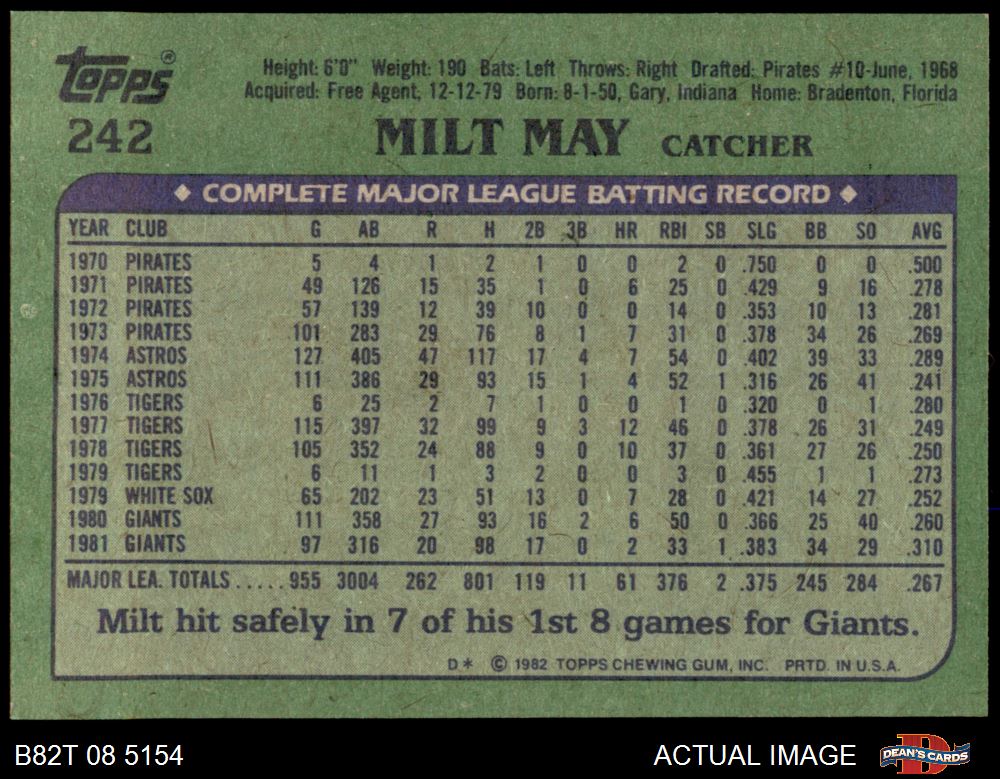 Topps®
Height: 6'0" Weight: 190 Bats: Left Throws: Right Drafted: Pirates #10-June, 1968
Acquired: Free Agent, 12-12-79 Born: 8-1-50, Gary, Indiana Home: Bradenton, Florida
242 MILT MAY CATCHER
◆ COMPLETE MAJOR LEAGUE BATTING RECORD ◆
YEAR CLUB G AB R H 2B 3B HR RBI SB SLG BB SO AVG
1970 PIRATES 5 4 1 2 1 0 0 2 0 .750 0 0 .500
1971 PIRATES 49 126 15 35 1 0 6 25 0 .429 9 16 .278
1972 PIRATES 57 139 12 39 10 0 0 14 0 .353 10 13 .281
1973 PIRATES 101 283 29 76 8 1 7 31 0 .378 34 26 .269
1974 ASTROS 127 405 47 117 17 4 7 54 0 .402 39 33 .289
1975 ASTROS 111 386 29 93 15 1 4 52 1 .316 26 41 .241
1976 TIGERS 6 25 2 7 1 0 0 1 0 .320 0 1 .280
1977 TIGERS 115 397 32 99 9 3 12 46 0 .378 26 31 .249
1978 TIGERS 105 352 24 88 9 0 10 37 0 .361 27 26 .250
1979 TIGERS 6 11 1 3 2 0 0 3 0 .455 1 1 .273
1979 WHITE SOX 65 202 23 51 13 0 7 28 0 .421 14 27 .252
1980 GIANTS 111 358 27 93 16 2 6 50 0 .366 25 40 .260
1981 GIANTS 97 316 20 98 17 0 2 33 1 .383 34 29 .310
MAJOR LEA. TOTALS ..... 955 3004 262 801 119 11 61 376 2 .375 245 284 .267
Milt hit safely in 7 of his 1st 8 games for Giants.
D* © 1982 TOPPS CHEWING GUM, INC. PRTD. IN U.S.A.
B82T 08 5154 ACTUAL IMAGE DEAN'S CARDS